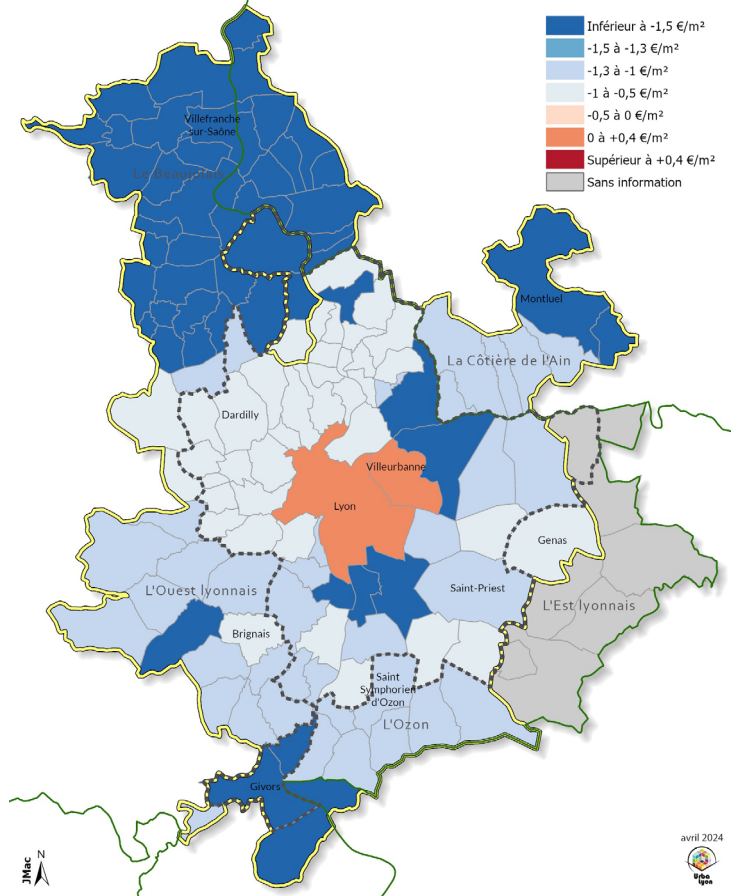 Inférieur à -1,5 €/m²
-1,5 à -1,3 €/m²
-1,3 à -1 €/m²
-1 à -0,5 €/m²
-0,5 à 0 €/m²
0 à +0,4 €/m²
Supérieur à +0,4 €/m²
Sans information
Villefranche
sur-Saône
Le Beaujolais
Montluel
La Côtière de l'Ain
Dardilly
Villeurbanne
Lyon
Genas
L'Ouest lyonnais
Saint-Priest
L'Est lyonnais
Brignais
Saint
Symphorien
d'Ozon
L'Ozon
Givors
avril 2024
Urba
Lyon
JMac
N